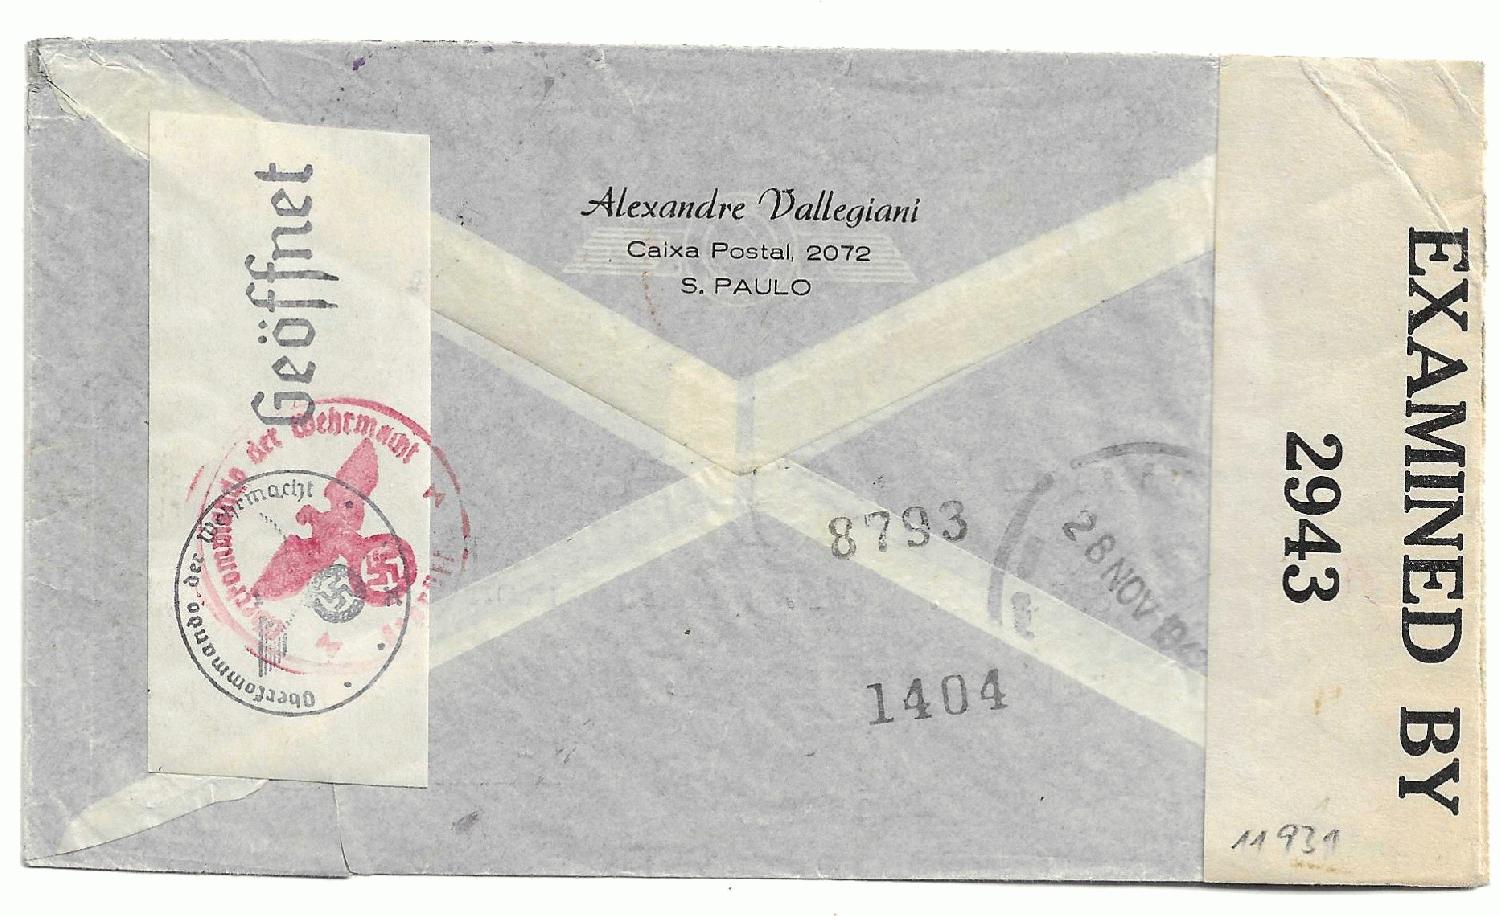 Geöffnet
Oberkommando der Wehrmacht
Oberkommando der Wehrmacht
Alexandre Vallegiani
Caixa Postal, 2072
S. PAULO
8793
28 NOV
1404
EXAMINED BY
2943
11931